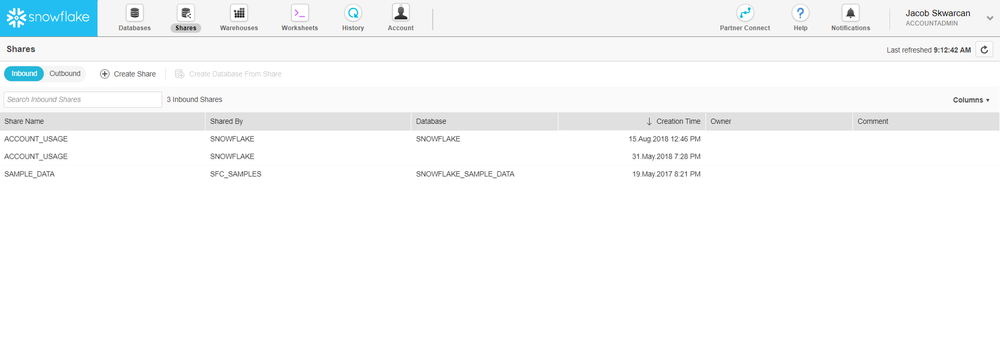 snowflake
Databases Shares Warehouses Worksheets History Account Partner Connect Help Notifications
Jacob Skwarcan
ACCOUNTADMIN
Shares
Last refreshed 9:12:42 AM
Inbound Outbound Create Share Create Database From Share
Search Inbound Shares 3 Inbound Shares Columns
Share Name Shared By Database Creation Time Owner Comment
ACCOUNT_USAGE SNOWFLAKE SNOWFLAKE 15.Aug.2018 12:46 PM
ACCOUNT_USAGE SNOWFLAKE 31.May.2018 7:28 PM
SAMPLE_DATA SFC_SAMPLES SNOWFLAKE_SAMPLE_DATA 19.May.2017 8:21 PM